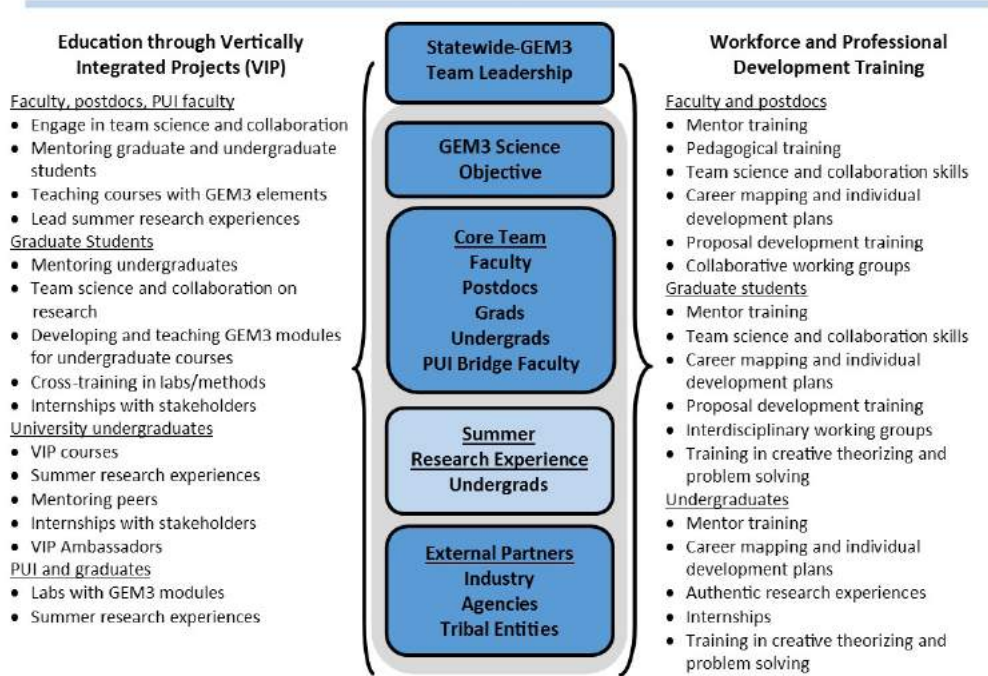 Education through Vertically
Integrated Projects (VIP)
Faculty, postdocs, PUI faculty
• Engage in team science and collaboration
• Mentoring graduate and undergraduate
students
• Teaching courses with GEM3 elements
• Lead summer research experiences
Graduate Students
• Mentoring undergraduates
• Team science and collaboration on
research
• Developing and teaching GEM3 modules
for undergraduate courses
• Cross-training in labs/methods
• Internships with stakeholders
University undergraduates
• VIP courses
• Summer research experiences
• Mentoring peers
• Internships with stakeholders
• VIP Ambassadors
PUI and graduates
• Labs with GEM3 modules
• Summer research experiences
Statewide-GEM3
Team Leadership
GEM3 Science
Objective
Core Team
Faculty
Postdocs
Grads
Undergrads
PUI Bridge Faculty
Summer
Research Experience
Undergrads
External Partners
Industry
Agencies
Tribal Entities
Workforce and Professional
Development Training
Faculty and postdocs
• Mentor training
• Pedagogical training
• Team science and collaboration skills
• Career mapping and individual
development plans
• Proposal development training
• Collaborative working groups
Graduate students
• Mentor training
• Team science and collaboration skills
• Career mapping and individual
development plans
• Proposal development training
• Interdisciplinary working groups
• Training in creative theorizing and
problem solving
Undergraduates
• Mentor training
• Career mapping and individual
development plans
• Authentic research experiences
• Internships
• Training in creative theorizing and
problem solving